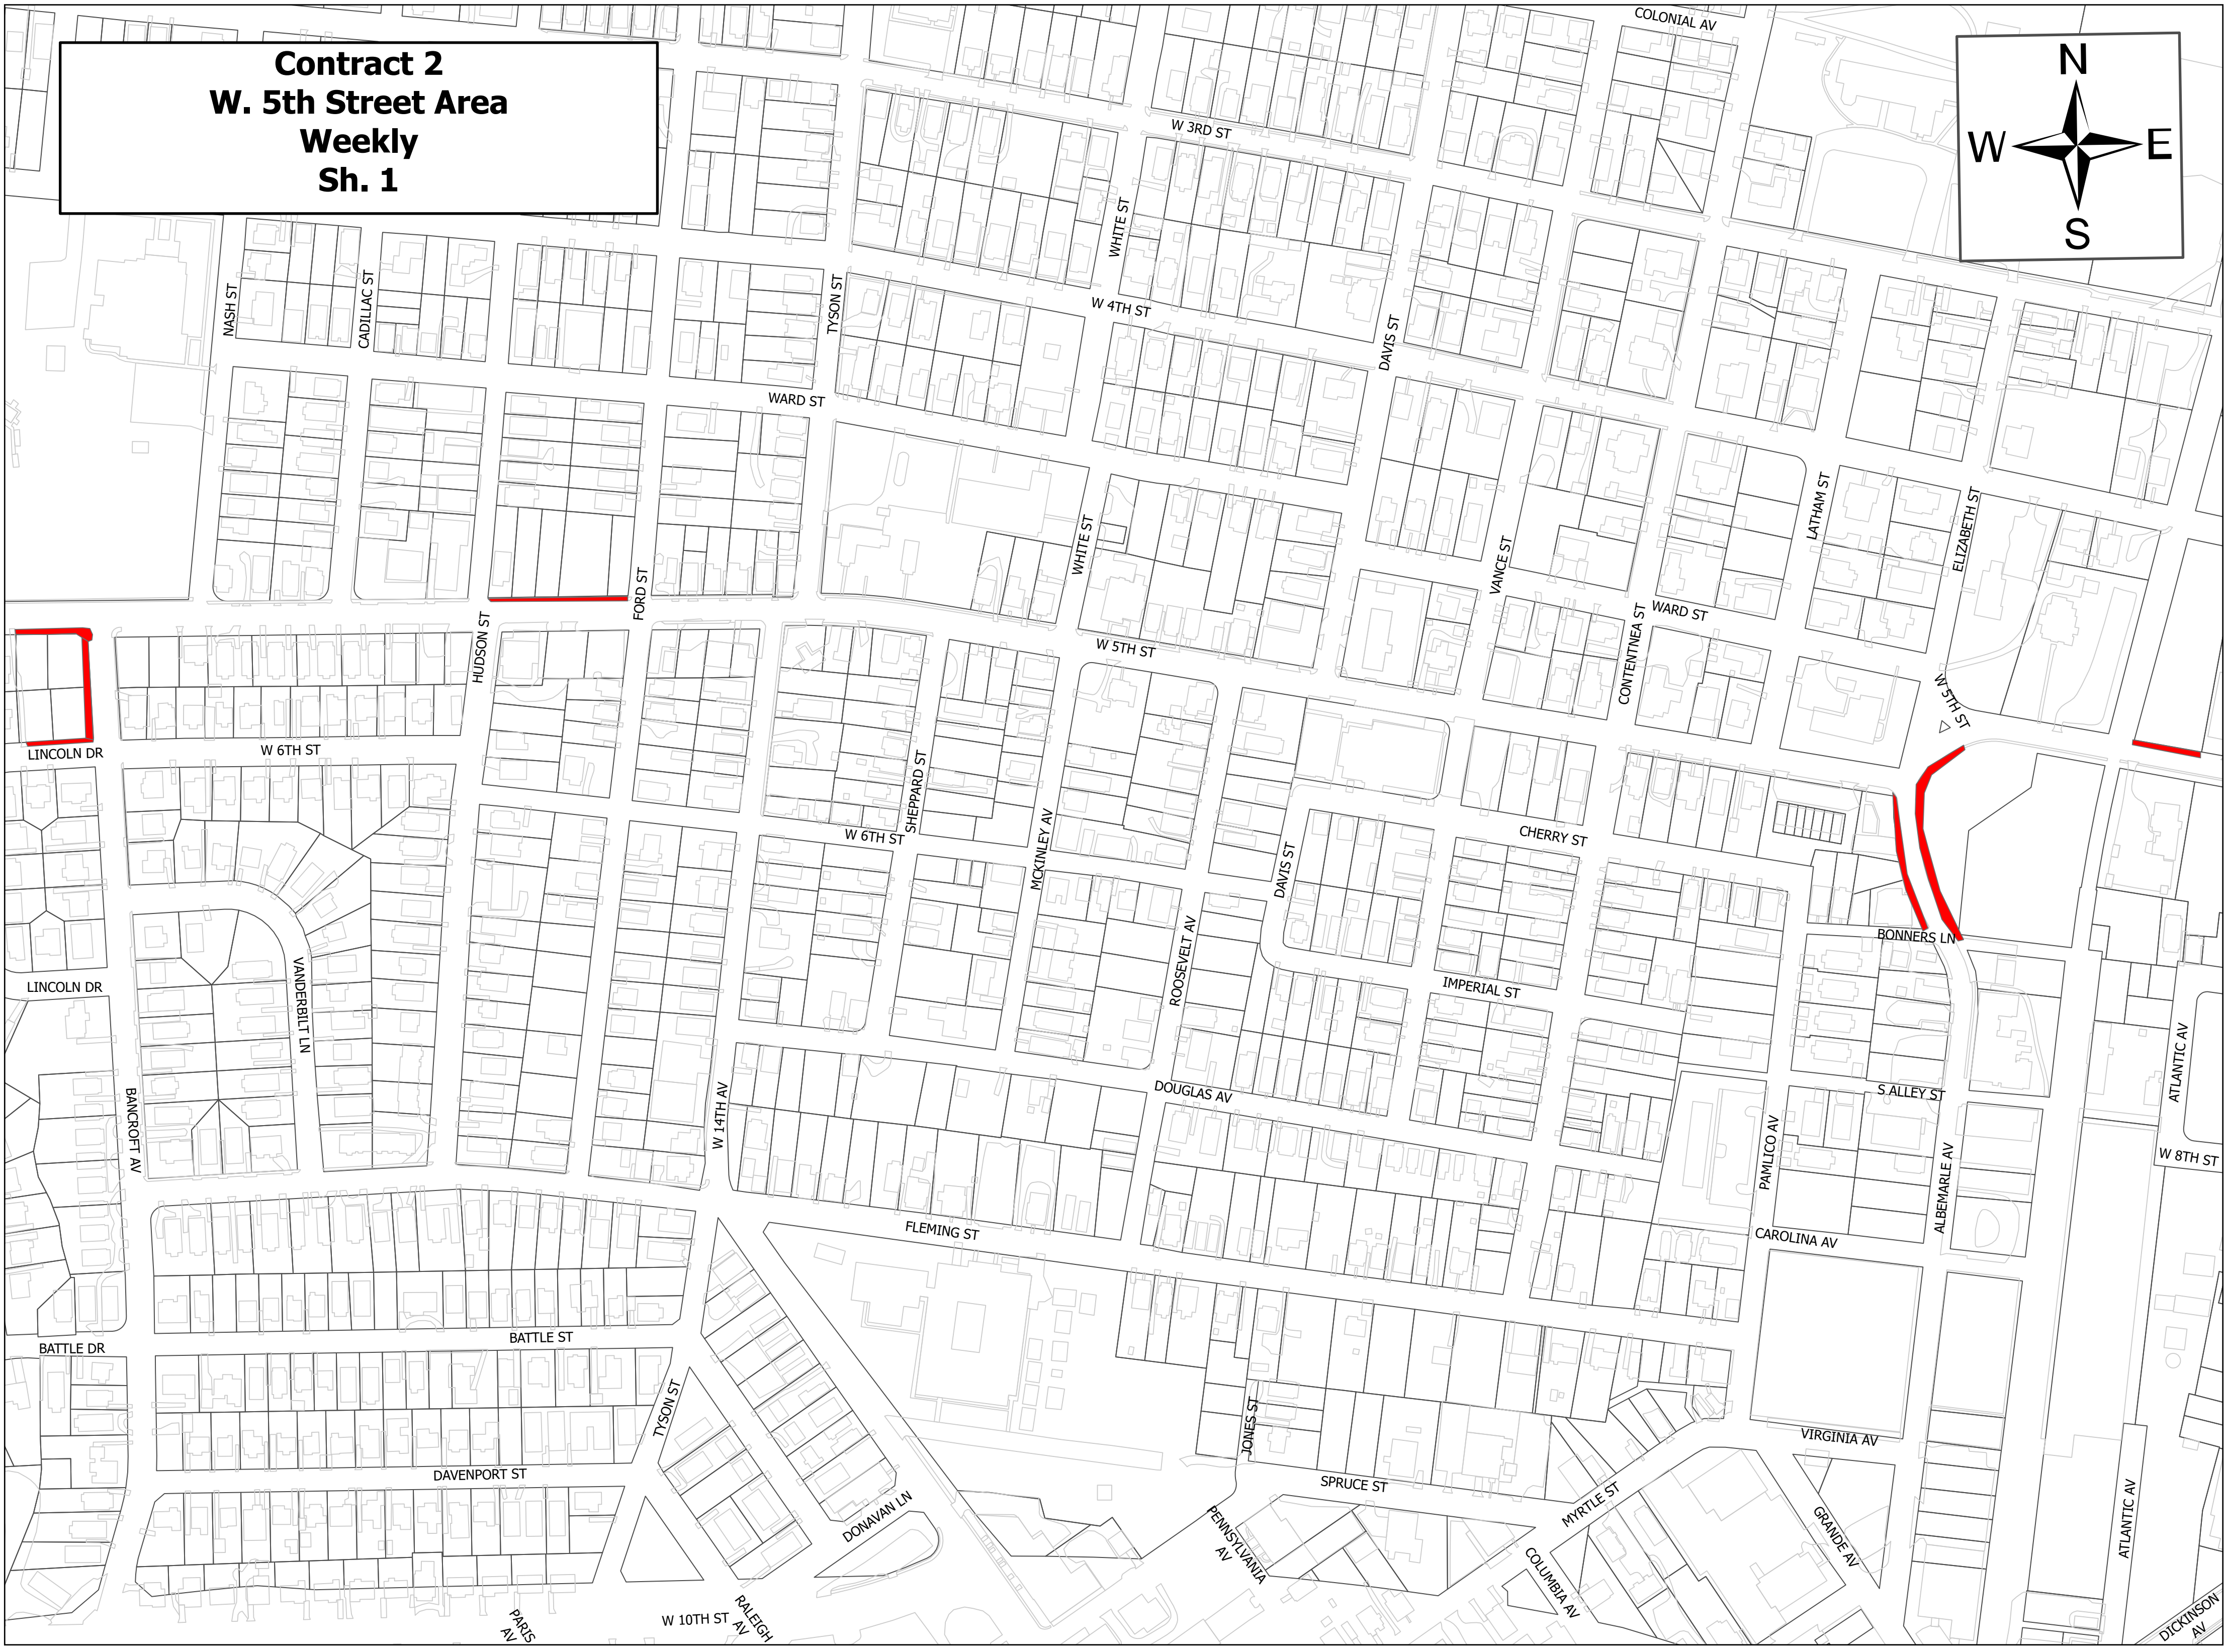 Contract 2
W. 5th Street Area
Weekly
Sh. 1
COLONIAL AV
N
W E
S
W 3RD ST
WHITE ST
NASH ST
CADILLAC ST
TYSON ST
W 4TH ST
DAVIS ST
WARD ST
LATHAM ST
ELIZABETH ST
WHITE ST
VANCE ST
FORD ST
HUDSON ST
WARD ST
CONTENTNEA ST
W 5TH ST
W 5TH ST
LINCOLN DR
W 6TH ST
SHEPPARD ST
W 6TH ST
MCKINLEY AV
CHERRY ST
DAVIS ST
BONNERS LN
ROOSEVELT AV
LINCOLN DR
VANDERBILT LN
IMPERIAL ST
ATLANTIC AV
BANCROFT AV
W 14TH AV
DOUGLAS AV
S ALLEY ST
PAMLICO AV
ALBEMARLE AV
W 8TH ST
FLEMING ST
CAROLINA AV
BATTLE ST
BATTLE DR
TYSON ST
JONES ST
VIRGINIA AV
DAVENPORT ST
SPRUCE ST
MYRTLE ST
DONAVAN LN
PENNSYLVANIA
AV
GRANDE AV
ATLANTIC AV
COLUMBIA AV
PARIS
AV
W 10TH ST
RALEIGH
AV
DICKINSON
AV